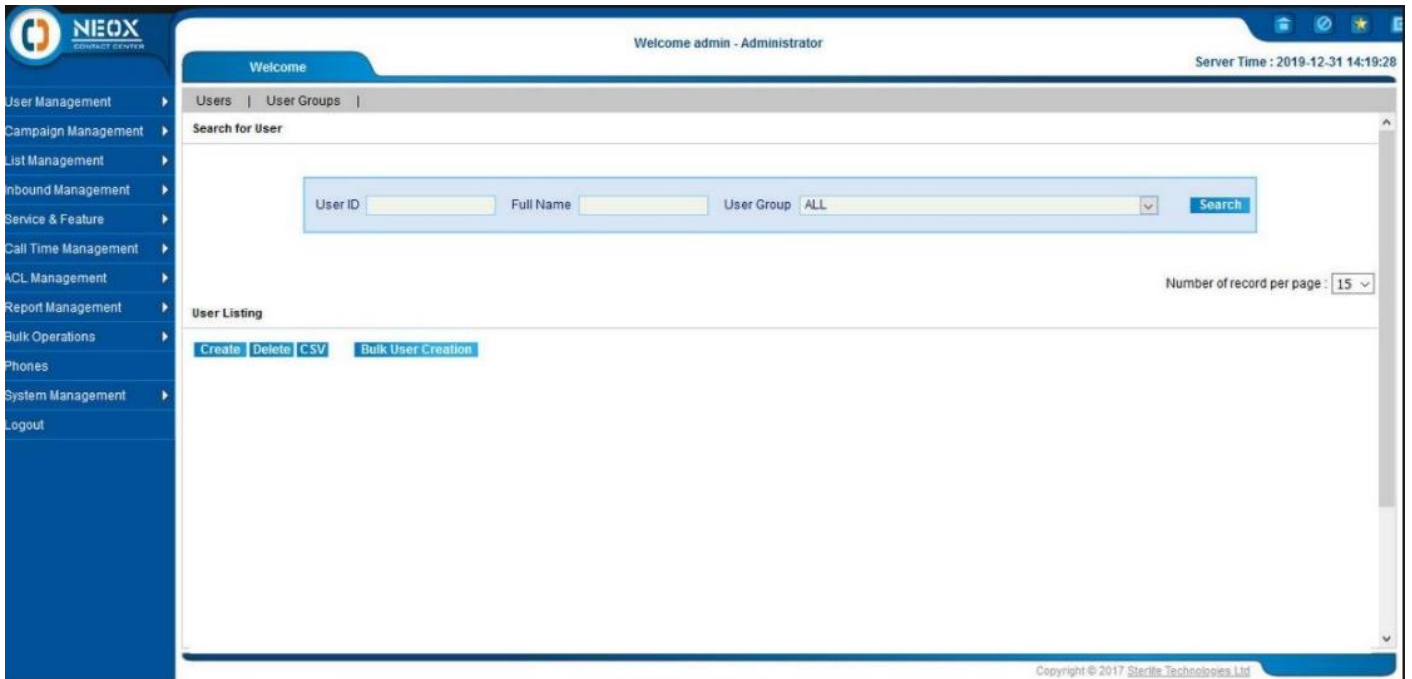 NEOX
CONTACT CENTER
Welcome admin - Administrator
Welcome
Server Time : 2019-12-31 14:19:28
User Management
Campaign Management
List Management
Inbound Management
Service & Feature
Call Time Management
ACL Management
Report Management
Bulk Operations
Phones
System Management
Logout
Users | User Groups |
Search for User
User ID Full Name User Group ALL Search
Number of record per page : 15
User Listing
Create Delete CSV Bulk User Creation
Copyright © 2017 Sterlite Technologies Ltd